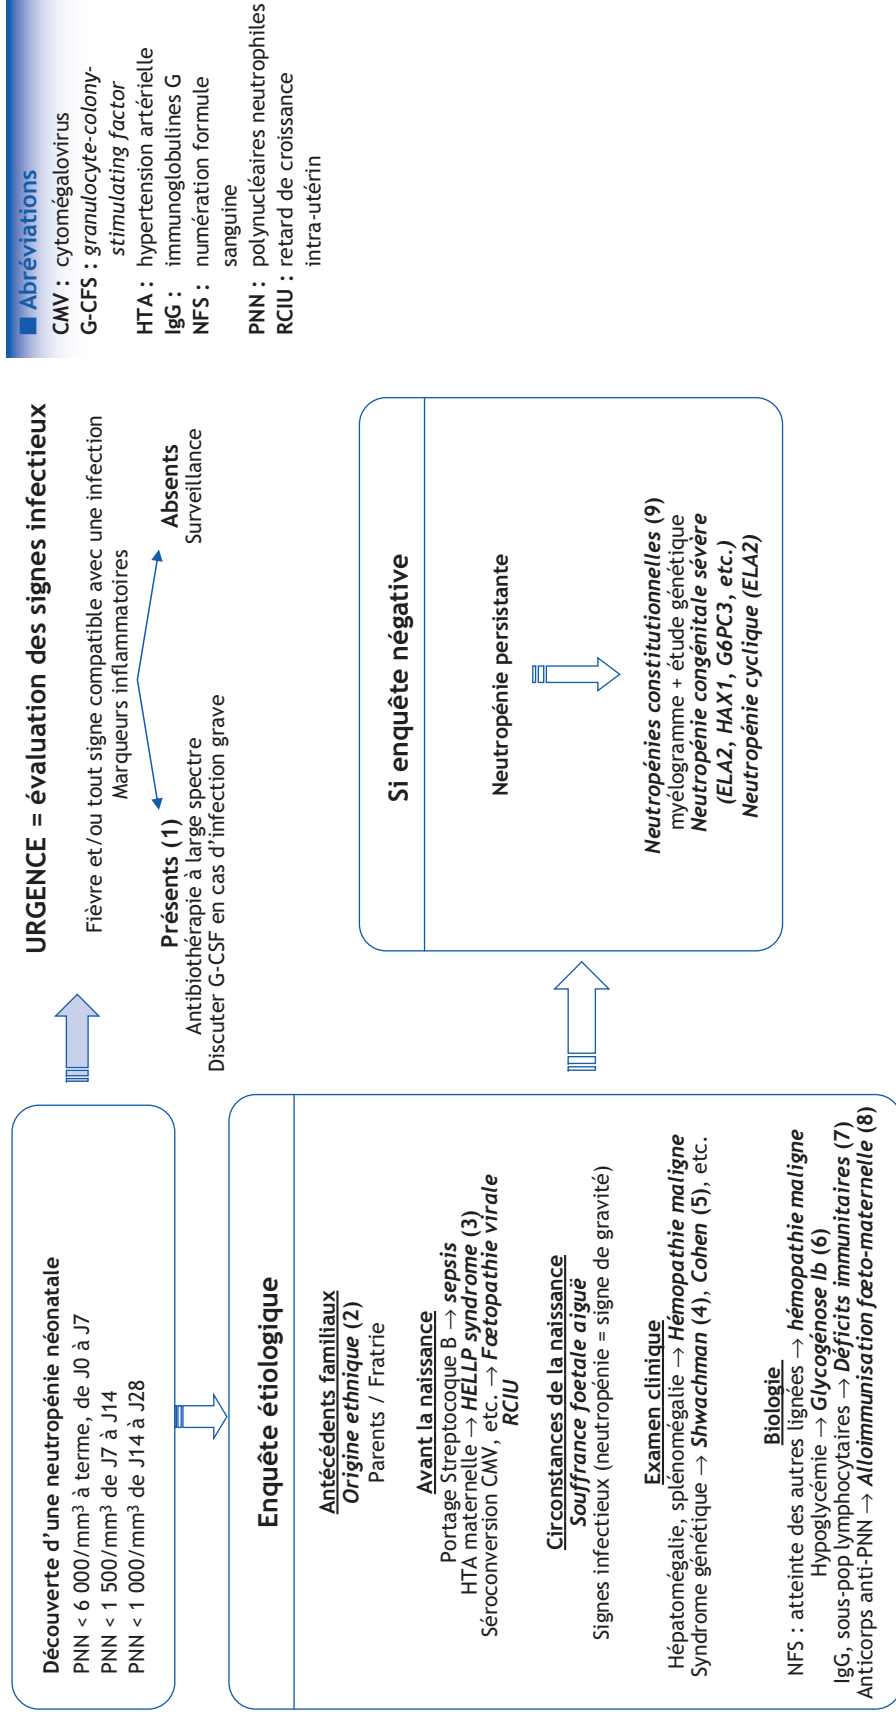 Découverte d’une neutropénie néonatale
PNN < 6 000/mm³ à terme, de J0 à J7
PNN < 1 500/mm³ de J7 à J14
PNN < 1 000/mm³ de J14 à J28
URGENCE = évaluation des signes infectieux
Fièvre et/ou tout signe compatible avec une infection
Marqueurs inflammatoires
Présents (1)
Antibiothérapie à large spectre
Discuter G-CSF en cas d’infection grave
Absents
Surveillance
■ Abréviations
CMV : cytomégalovirus
G-CFS : granulocyte-colony-
stimulating factor
HTA : hypertension artérielle
IgG : immunoglobulines G
NFS : numération formule
sanguine
PNN : polynucléaires neutrophiles
RCIU : retard de croissance
intra-utérin
Enquête étiologique
Antécédents familiaux
Origine ethnique (2)
Parents / Fratrie
Avant la naissance
Portage Streptocoque B → sepsis
HTA maternelle → HELLP syndrome (3)
Séroconversion CMV, etc. → Fœtopathie virale
RCIU
Circonstances de la naissance
Souffrance foetale aiguë
Signes infectieux (neutropénie = signe de gravité)
Examen clinique
Hépatomégalie, splénomégalie → Hémopathie maligne
Syndrome génétique → Shwachman (4), Cohen (5), etc.
Biologie
NFS : atteinte des autres lignées → hémopathie maligne
Hypoglycémie → Glycogénose Ib (6)
IgG, sous-pop lymphocytaires → Déficits immunitaires (7)
Anticorps anti-PNN → Alloimmunisation fœto-maternelle (8)
Si enquête négative
Neutropénie persistante
Neutropénies constitutionnelles (9)
myélogramme + étude génétique
Neutropénie congénitale sévère
(ELA2, HAX1, G6PC3, etc.)
Neutropénie cyclique (ELA2)